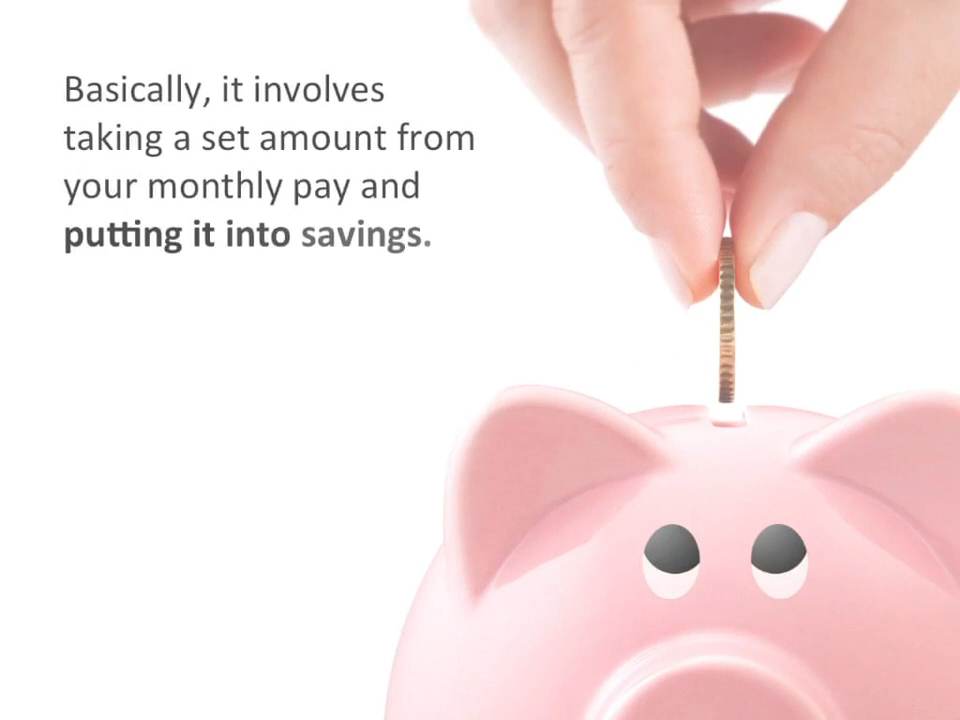 Basically, it involves
taking a set amount from
your monthly pay and
putting it into savings.